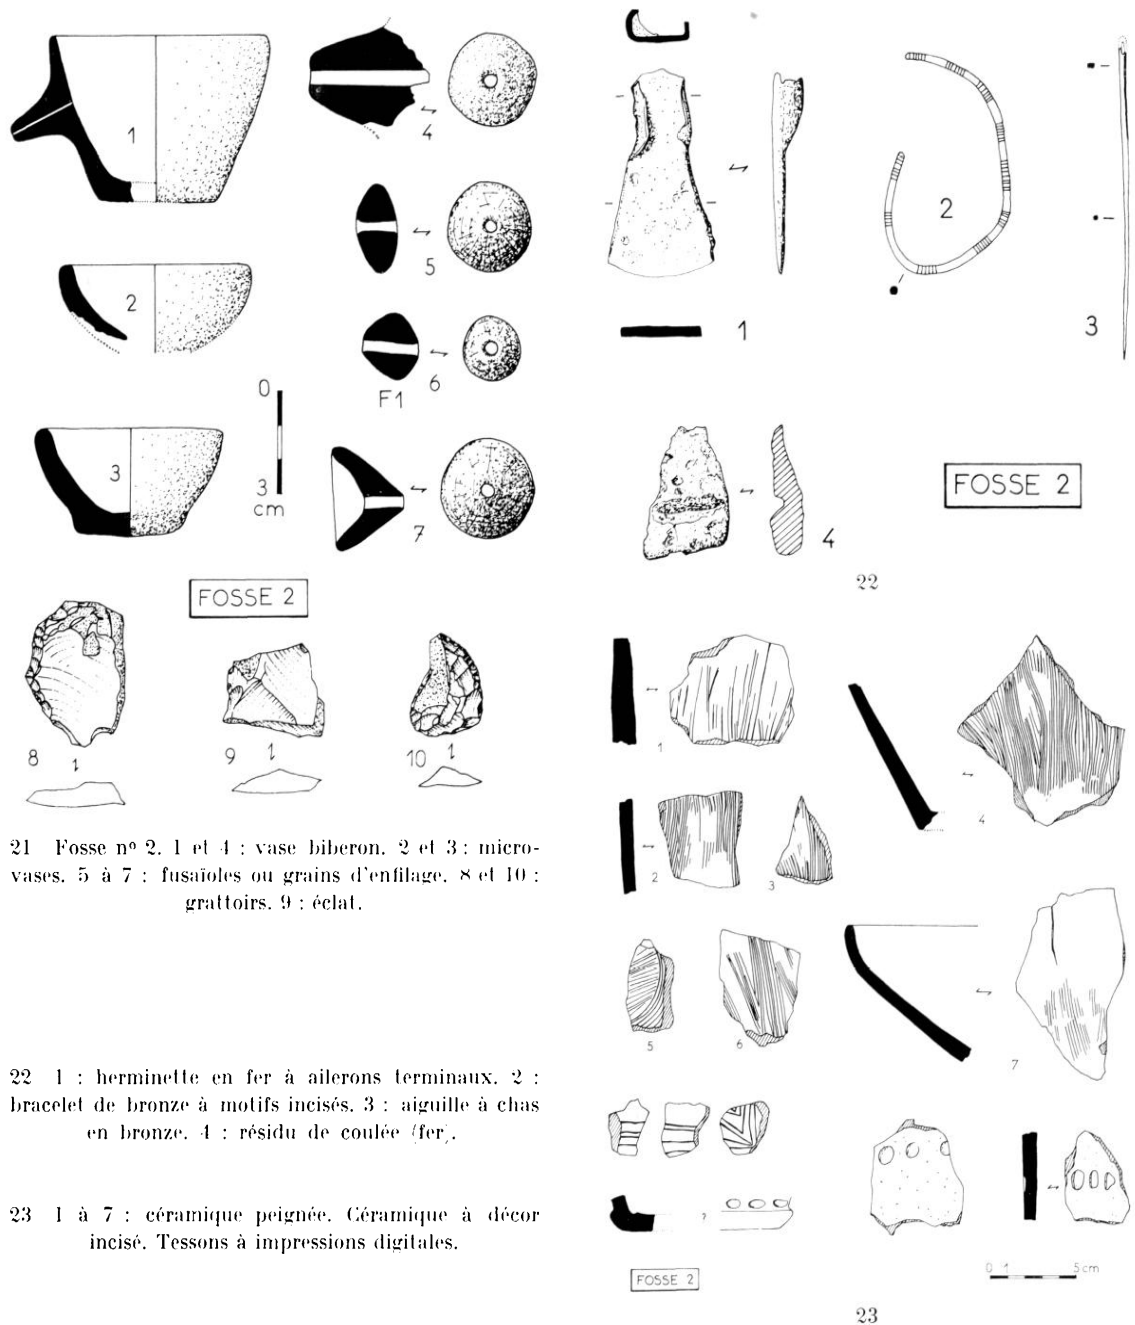 1
2
3
4
5
6
F1
7
0
3
cm
FOSSE 2
8
9
10
21 Fosse nº 2. 1 et 4 : vase biberon. 2 et 3 : micro-
vases. 5 à 7 : fusaïoles ou grains d'enfilage. 8 et 10 :
grattoirs. 9 : éclat.
22 1 : herminette en fer à ailerons terminaux. 2 :
bracelet de bronze à motifs incisés. 3 : aiguille à chas
en bronze. 4 : résidu de coulée (fer).
23 1 à 7 : céramique peignée. Céramique à décor
incisé. Tessons à impressions digitales.
1
2
3
4
FOSSE 2
22
1
2
3
4
5
6
7
?
FOSSE 2
0 1 5cm
23